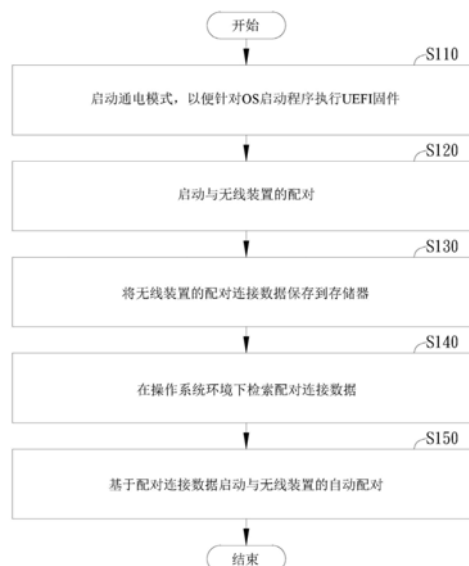 开始
S110
启动通电模式，以便针对OS启动程序执行UEFI固件
S120
启动与无线装置的配对
S130
将无线装置的配对连接数据保存到存储器
S140
在操作系统环境下检索配对连接数据
S150
基于配对连接数据启动与无线装置的自动配对
结束